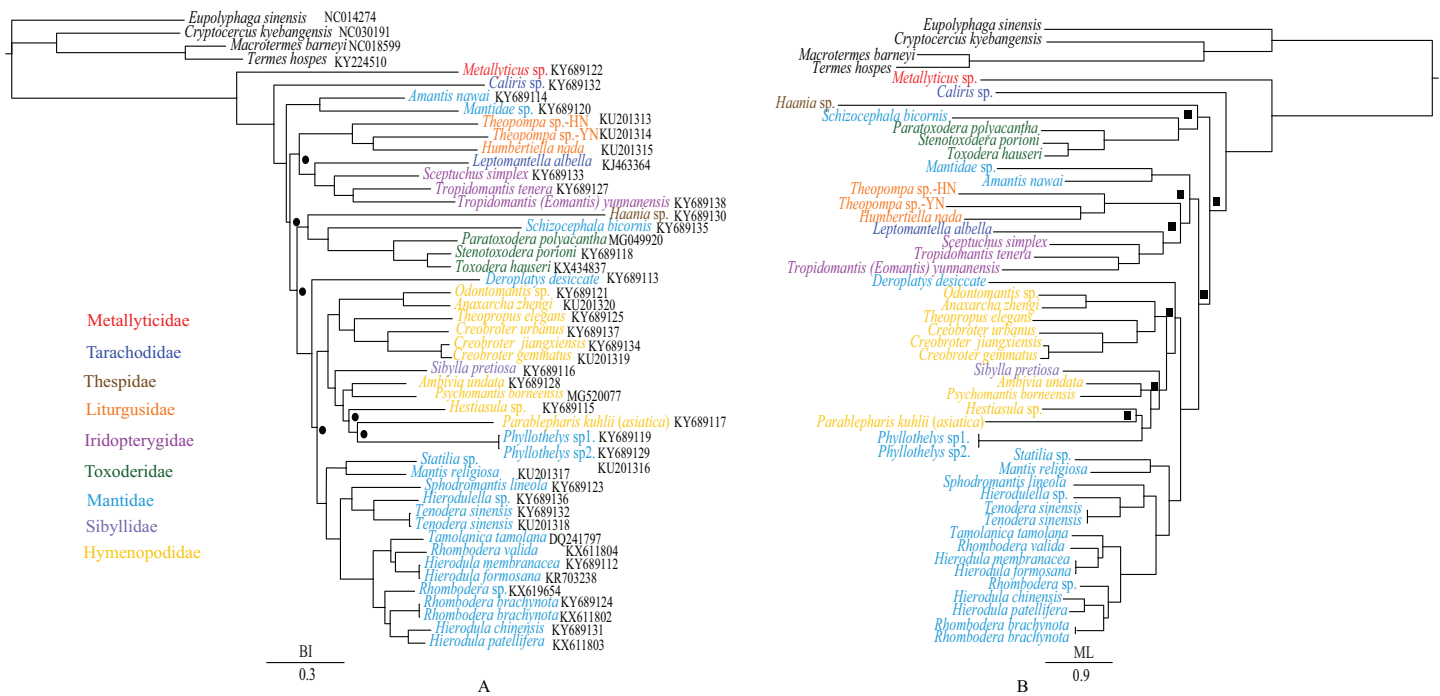 Eupolyphaga sinensis NC014274
Cryptocercus kyebangensis NC030191
Macrotermes barneyi NC018599
Termes hospes KY224510
Metallyticus sp. KY689122
Caliris sp. KY689132
Amantis nawai KY689114
Mantidae sp. KY689120
Theopompa sp.-HN KU201313
Theopompa sp.-YN KU201314
Humbertiella nada KU201315
Leptomantella albella KJ463364
Sceptuchus simplex KY689133
Tropidomantis tenera KY689127
Tropidomantis (Eomantis) yunnanensis KY689138
Haania sp. KY689130
Schizocephala bicornis KY689135
Paratoxodera polyacantha MG049920
Stenotoxodera porioni KY689118
Toxodera hauseri KX434837
Deroplatys desiccate KY689113
Odontomantis sp. KY689121
Anaxarcha zhengi KU201320
Theopropus elegans KY689125
Creobroter urbanus KY689137
Creobroter jiangxiensis KY689134
Creobroter gemmatus KU201319
Sibylla pretiosa KY689116
Ambivia undata KY689128
Psychomantis borneensis MG520077
Hestiasula sp. KY689115
Parablepharis kuhlii (asiatica) KY689117
Phyllothelys sp1. KY689119
Phyllothelys sp2. KY689129
Statilia sp. KU201316
Mantis religiosa KU201317
Sphodromantis lineola KY689123
Hierodulella sp. KY689136
Tenodera sinensis KY689132
Tenodera sinensis KU201318
Tamolanica tamolana DQ241797
Rhombodera valida KX611804
Hierodula membranacea KY689112
Hierodula formosana KR703238
Rhombodera sp. KX619654
Rhombodera brachynota KY689124
Rhombodera brachynota KX611802
Hierodula chinensis KY689131
Hierodula patellifera KX611803
Metallyticidae
Tarachodidae
Thespidae
Liturgusidae
Iridopterygidae
Toxoderidae
Mantidae
Sibyllidae
Hymenopodidae
BI
0.3
A
Eupolyphaga sinensis
Cryptocercus kyebangensis
Macrotermes barneyi
Termes hospes
Metallyticus sp.
Caliris sp.
Haania sp.
Schizocephala bicornis
Paratoxodera polyacantha
Stenotoxodera porioni
Toxodera hauseri
Mantidae sp.
Amantis nawai
Theopompa sp.-HN
Theopompa sp.-YN
Humbertiella nada
Leptomantella albella
Sceptuchus simplex
Tropidomantis tenera
Tropidomantis (Eomantis) yunnanensis
Deroplatys desiccate
Odontomantis sp.
Anaxarcha zhengi
Theopropus elegans
Creobroter urbanus
Creobroter jiangxiensis
Creobroter gemmatus
Sibylla pretiosa
Ambivia undata
Psychomantis borneensis
Hestiasula sp.
Parablepharis kuhlii (asiatica)
Phyllothelys sp1.
Phyllothelys sp2.
Statilia sp.
Mantis religiosa
Sphodromantis lineola
Hierodulella sp.
Tenodera sinensis
Tenodera sinensis
Tamolanica tamolana
Rhombodera valida
Hierodula membranacea
Hierodula formosana
Rhombodera sp.
Hierodula chinensis
Hierodula patellifera
Rhombodera brachynota
Rhombodera brachynota
ML
0.9
B